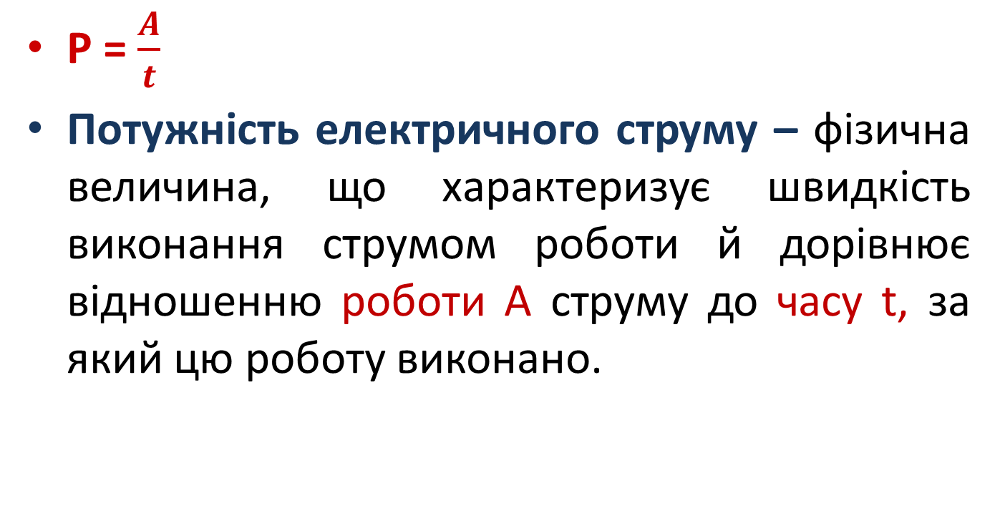 • P = A/t
• Потужність електричного струму – фізична
величина, що характеризує швидкість
виконання струмом роботи й дорівнює
відношенню роботи А струму до часу t, за
який цю роботу виконано.